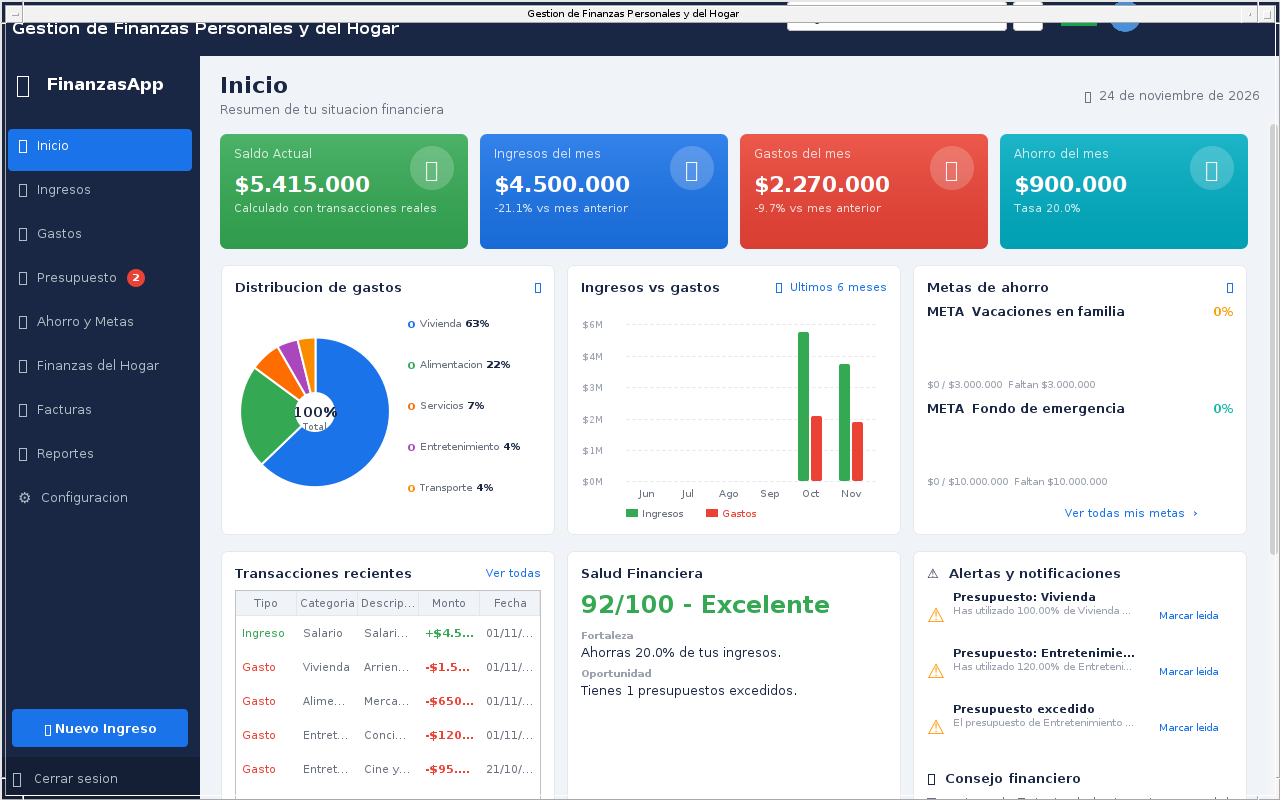 Gestion de Finanzas Personales y del Hogar
Gestion de Finanzas Personales y del Hogar
FinanzasApp
Inicio
Ingresos
Gastos
Presupuesto 2
Ahorro y Metas
Finanzas del Hogar
Facturas
Reportes
Configuracion
Nuevo Ingreso
Cerrar sesion
Inicio
Resumen de tu situacion financiera
24 de noviembre de 2026
Saldo Actual
$5.415.000
Calculado con transacciones reales
Ingresos del mes
$4.500.000
-21.1% vs mes anterior
Gastos del mes
$2.270.000
-9.7% vs mes anterior
Ahorro del mes
$900.000
Tasa 20.0%
Distribucion de gastos
100%
Total
Vivienda 63%
Alimentacion 22%
Servicios 7%
Entretenimiento 4%
Transporte 4%
Ingresos vs gastos
Ultimos 6 meses
$6M
$4M
$3M
$2M
$1M
$0M
Jun Jul Ago Sep Oct Nov
Ingresos Gastos
Metas de ahorro
META Vacaciones en familia 0%
$0 / $3.000.000 Faltan $3.000.000
META Fondo de emergencia 0%
$0 / $10.000.000 Faltan $10.000.000
Ver todas mis metas ›
Transacciones recientes Ver todas
Tipo Categoria Descrip... Monto Fecha
Ingreso Salario Salari... +$4.5... 01/11/...
Gasto Vivienda Arrien... -$1.5... 01/11/...
Gasto Alime... Merca... -$650... 01/11/...
Gasto Entret... Conci... -$120... 01/11/...
Gasto Entret... Cine y... -$95.... 21/10/...
Salud Financiera
92/100 - Excelente
Fortaleza
Ahorras 20.0% de tus ingresos.
Oportunidad
Tienes 1 presupuestos excedidos.
Alertas y notificaciones
Presupuesto: Vivienda
Has utilizado 100.00% de Vivienda ...
Marcar leida
Presupuesto: Entretenimie...
Has utilizado 120.00% de Entreteni...
Marcar leida
Presupuesto excedido
El presupuesto de Entretenimiento ...
Marcar leida
Consejo financiero